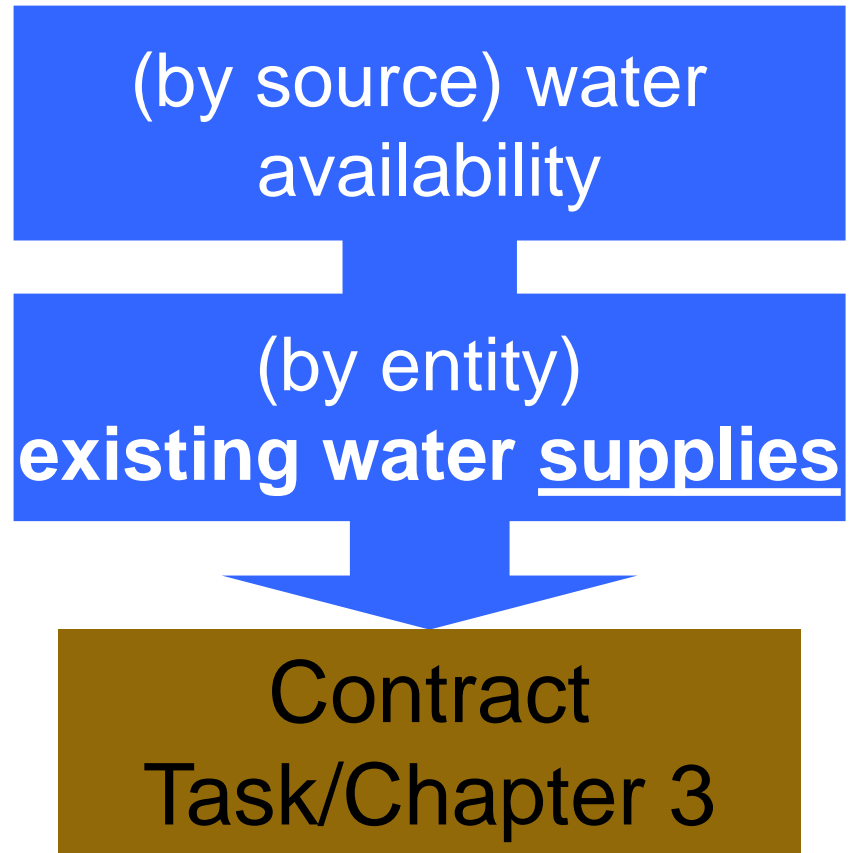 (by source) water
availability
(by entity)
existing water supplies
Contract
Task/Chapter 3